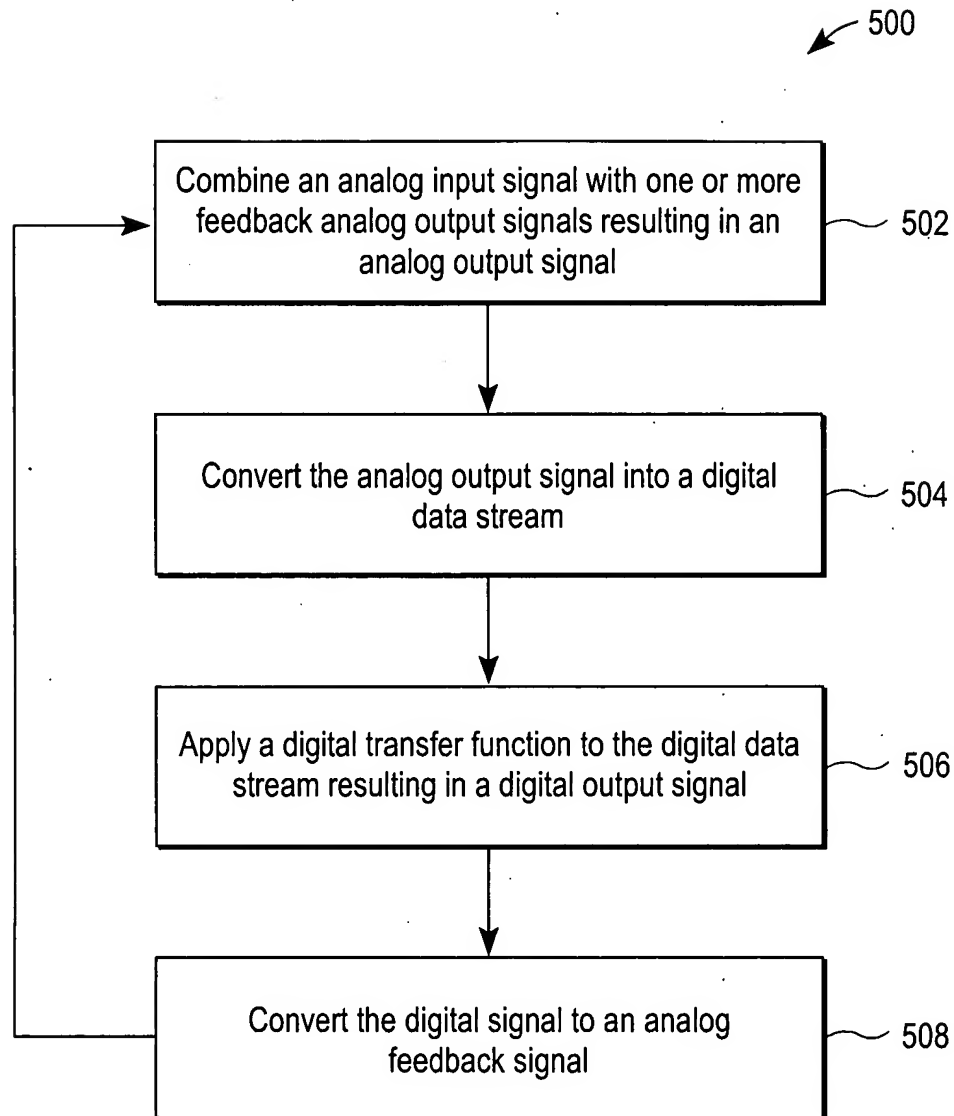 500
Combine an analog input signal with one or more
feedback analog output signals resulting in an
analog output signal
502
Convert the analog output signal into a digital
data stream
504
Apply a digital transfer function to the digital data
stream resulting in a digital output signal
506
Convert the digital signal to an analog
feedback signal
508